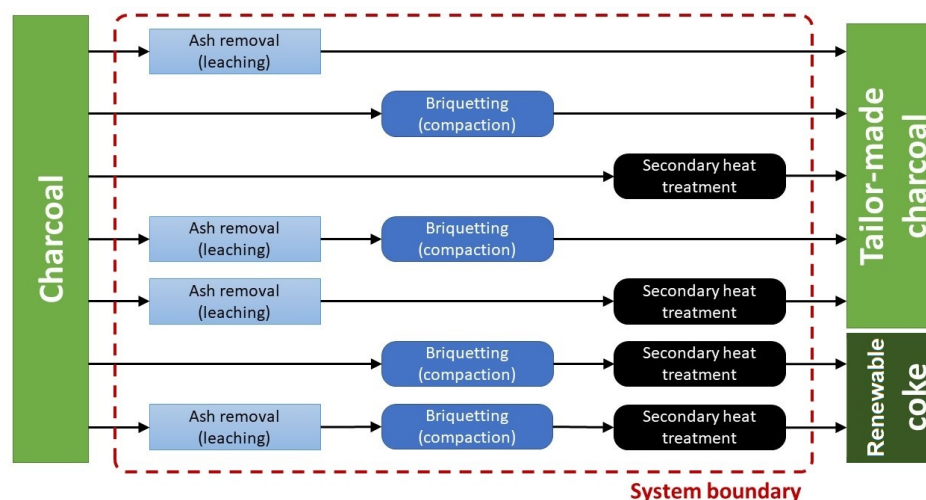 Charcoal
Ash removal
(leaching)
Briquetting
(compaction)
Secondary heat
treatment
Ash removal
(leaching)
Briquetting
(compaction)
Ash removal
(leaching)
Secondary heat
treatment
Briquetting
(compaction)
Secondary heat
treatment
Ash removal
(leaching)
Briquetting
(compaction)
Secondary heat
treatment
Tailor-made
charcoal
Renewable
coke
System boundary